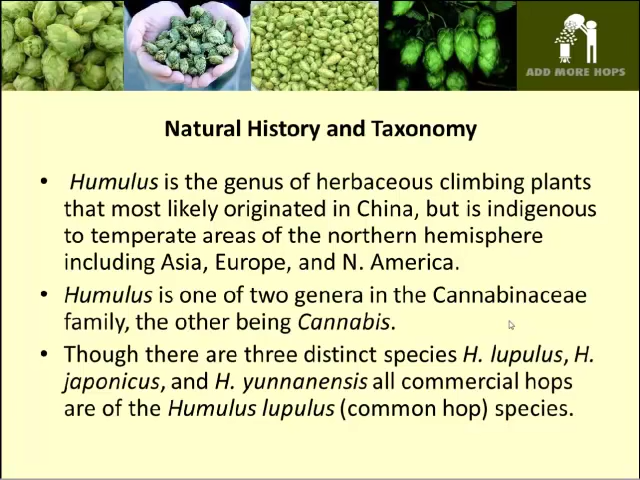 ADD MORE HOPS
Natural History and Taxonomy
• Humulus is the genus of herbaceous climbing plants
that most likely originated in China, but is indigenous
to temperate areas of the northern hemisphere
including Asia, Europe, and N. America.
• Humulus is one of two genera in the Cannabinaceae
family, the other being Cannabis.
• Though there are three distinct species H. lupulus, H.
japonicus, and H. yunnanensis all commercial hops
are of the Humulus lupulus (common hop) species.